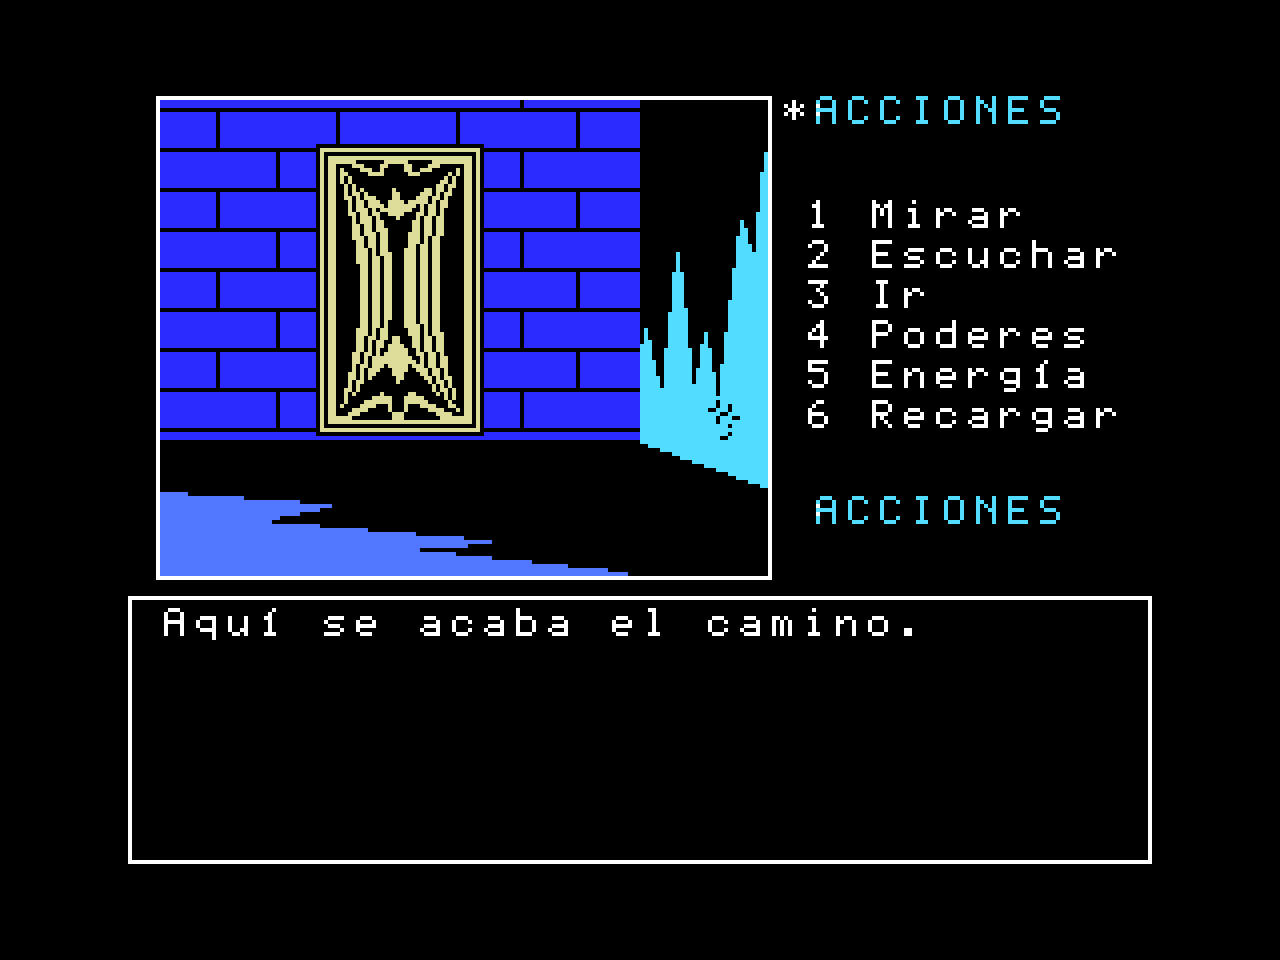 *ACCIONES
1 Mirar
2 Escuchar
3 Ir
4 Poderes
5 Energía
6 Recargar
ACCIONES
Aquí se acaba el camino.